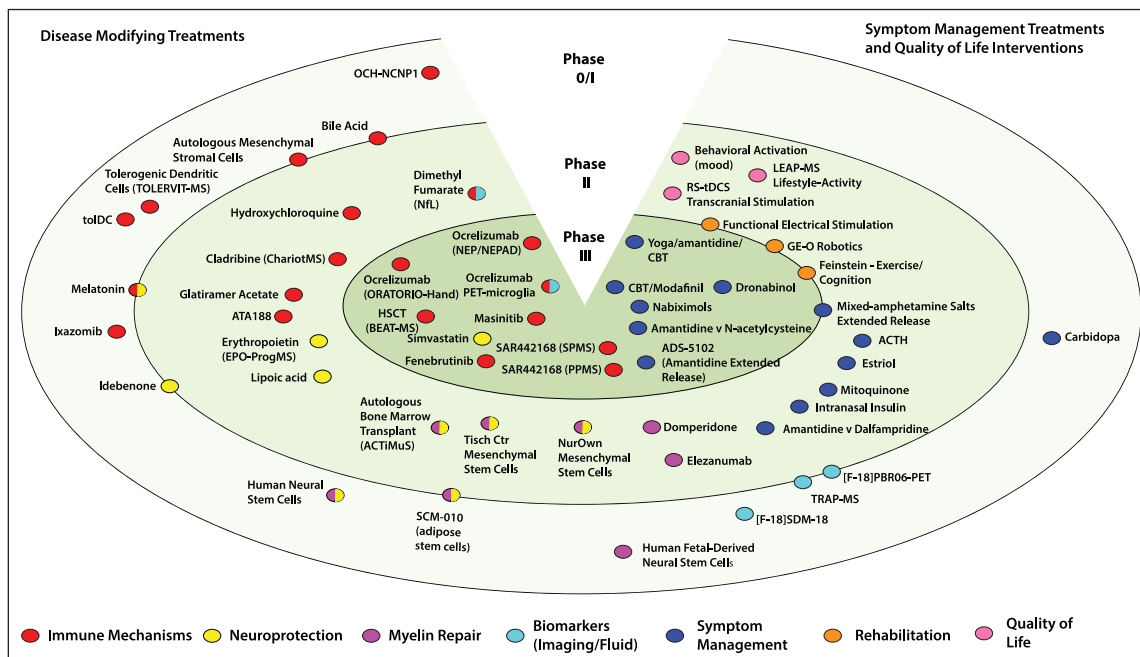 Disease Modifying Treatments
Symptom Management Treatments
and Quality of Life Interventions
Phase
0/I
Phase
II
Phase
III
OCH-NCNP1
Bile Acid
Autologous Mesenchymal
Stromal Cells
Tolerogenic Dendritic
Cells (TOLERVIT-MS)
tolDC
Melatonin
Ixazomib
Idebenone
Dimethyl
Fumarate
(NfL)
Hydroxychloroquine
Cladribine (ChariotMS)
Glatiramer Acetate
ATA188
Erythropoietin
(EPO-ProgMS)
Lipoic acid
Ocrelizumab
(NEP/NEPAD)
Ocrelizumab
(ORATORIO-Hand)
Ocrelizumab
PET-microglia
HSCT
(BEAT-MS)
Masinitib
Simvastatin
SAR442168 (SPMS)
Fenebrutinib
SAR442168 (PPMS)
Behavioral Activation
(mood)
LEAP-MS
Lifestyle-Activity
RS-tDCS
Transcranial Stimulation
Functional Electrical Stimulation
Yoga/amantidine/
CBT
GE-O Robotics
Feinstein - Exercise/
Cognition
CBT/Modafinil
Dronabinol
Nabiximols
Mixed-amphetamine Salts
Extended Release
Amantidine v N-acetylcysteine
ADS-5102
(Amantidine Extended
Release)
ACTH
Estriol
Carbidopa
Mitoquinone
Intranasal Insulin
Amantidine v Dalfampridine
Autologous
Bone Marrow
Transplant
(ACTiMuS)
Tisch Ctr
Mesenchymal
Stem Cells
NurOwn
Mesenchymal
Stem Cells
Domperidone
Elezanumab
Human Neural
Stem Cells
SCM-010
(adipose
stem cells)
[F-18]PBR06-PET
TRAP-MS
[F-18]SDM-18
Human Fetal-Derived
Neural Stem Cells
Immune Mechanisms
Neuroprotection
Myelin Repair
Biomarkers
(Imaging/Fluid)
Symptom
Management
Rehabilitation
Quality of
Life